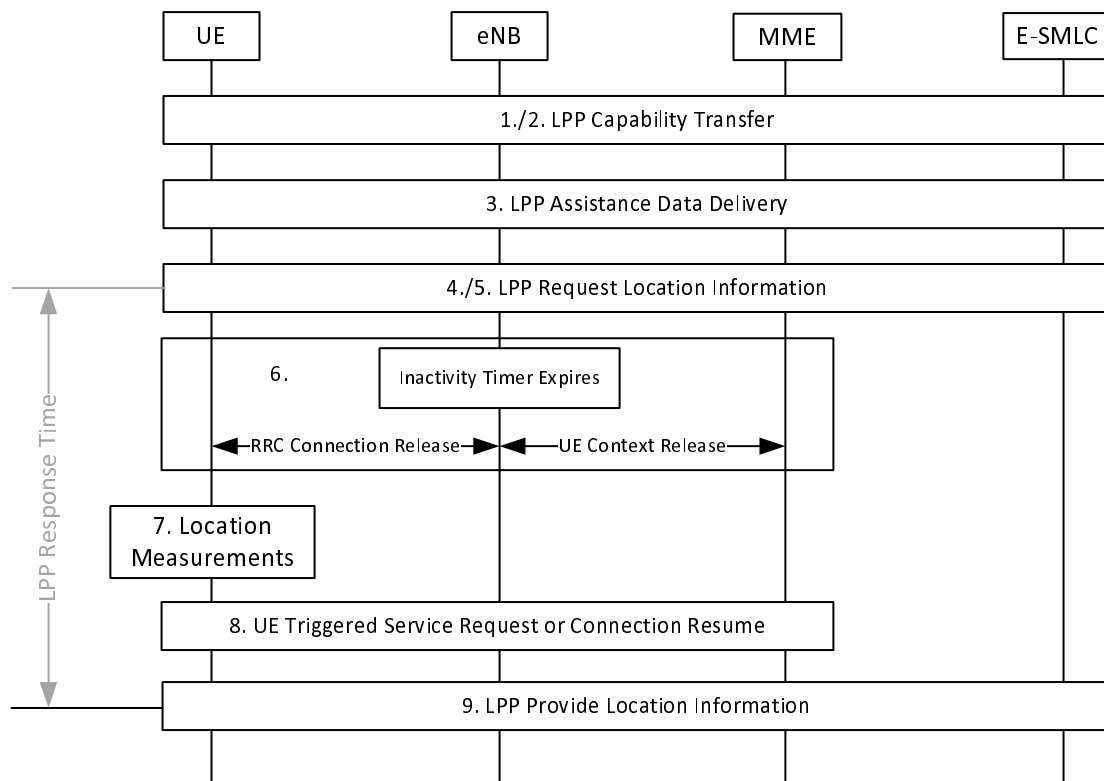 UE
eNB
MME
E-SMLC
1./2. LPP Capability Transfer
3. LPP Assistance Data Delivery
4./5. LPP Request Location Information
6.
Inactivity Timer Expires
RRC Connection Release
UE Context Release
LPP Response Time
7. Location
Measurements
8. UE Triggered Service Request or Connection Resume
9. LPP Provide Location Information